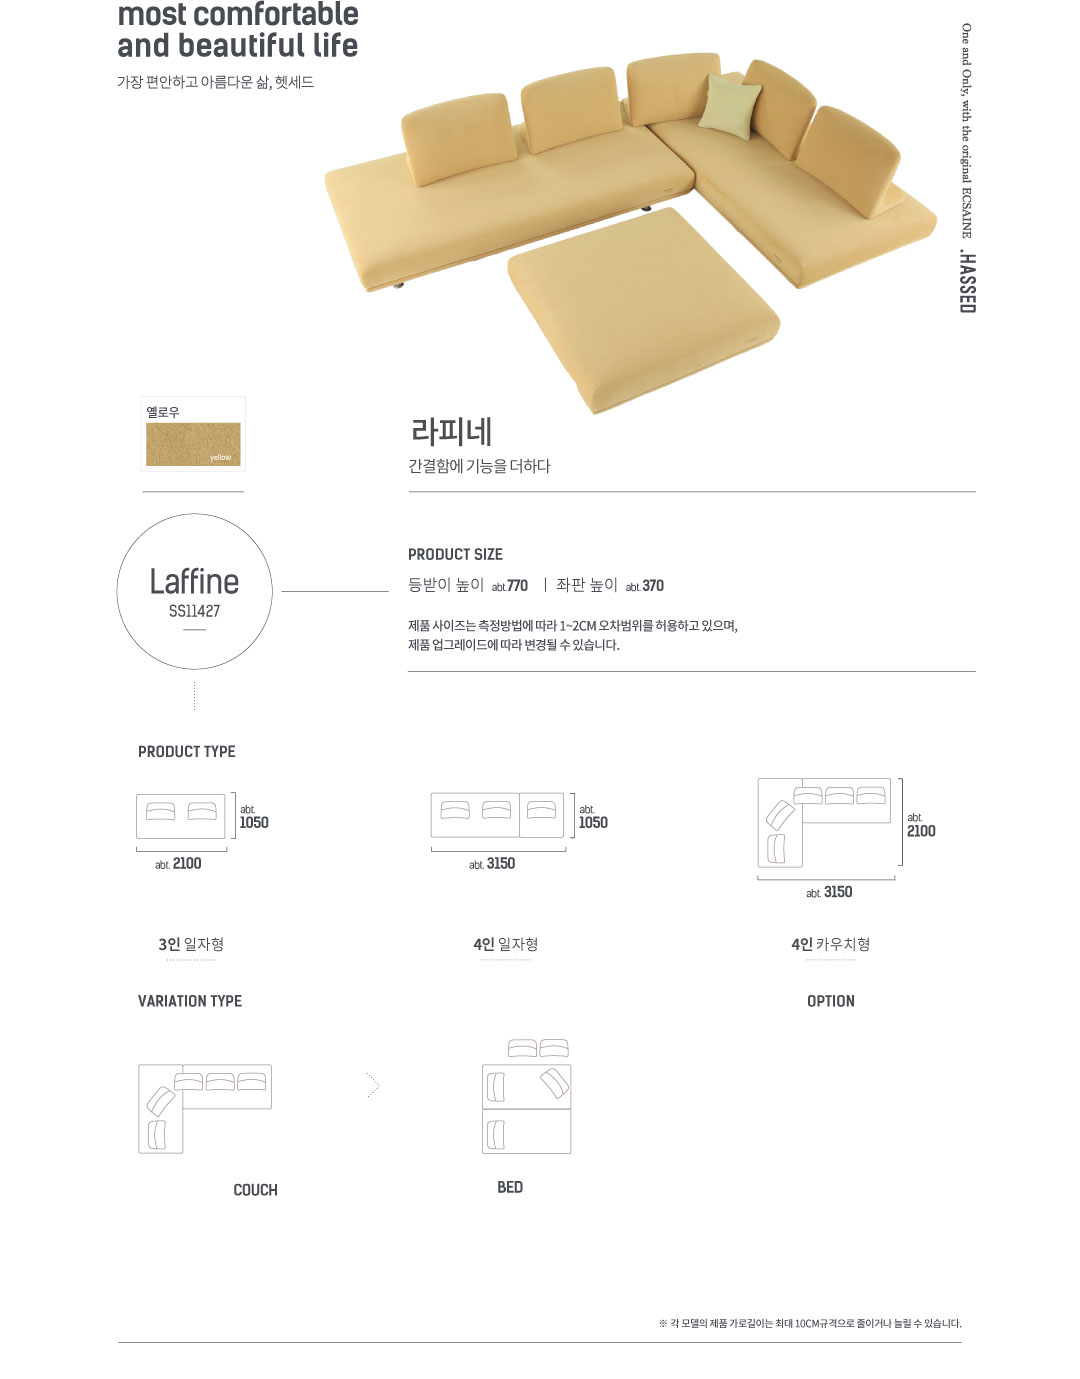 most comfortable
and beautiful life
가장 편안하고 아름다운 삶, 헷세드
One and Only, with the original ECSAINE .HASSED
옐로우
yellow
라피네
간결함에 기능을 더하다
Laffine
SS11427
PRODUCT SIZE
등받이 높이 abt.770 | 좌판 높이 abt.370
제품 사이즈는 측정방법에 따라 1~2CM 오차범위를 허용하고 있으며,
제품 업그레이드에 따라 변경될 수 있습니다.
PRODUCT TYPE
abt.
1050
abt. 2100
3인 일자형
abt.
1050
abt. 3150
4인 일자형
abt.
2100
abt. 3150
4인 카우치형
VARIATION TYPE
OPTION
COUCH
BED
※ 각 모델의 제품 가로길이는 최대 10CM규격으로 줄이거나 늘릴 수 있습니다.